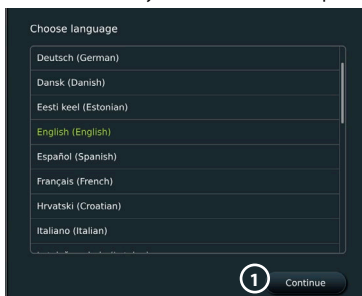 Choose language
Deutsch (German)
Dansk (Danish)
Eesti keel (Estonian)
English (English)
Español (Spanish)
Français (French)
Hrvatski (Croatian)
Italiano (Italian)
1 Continue